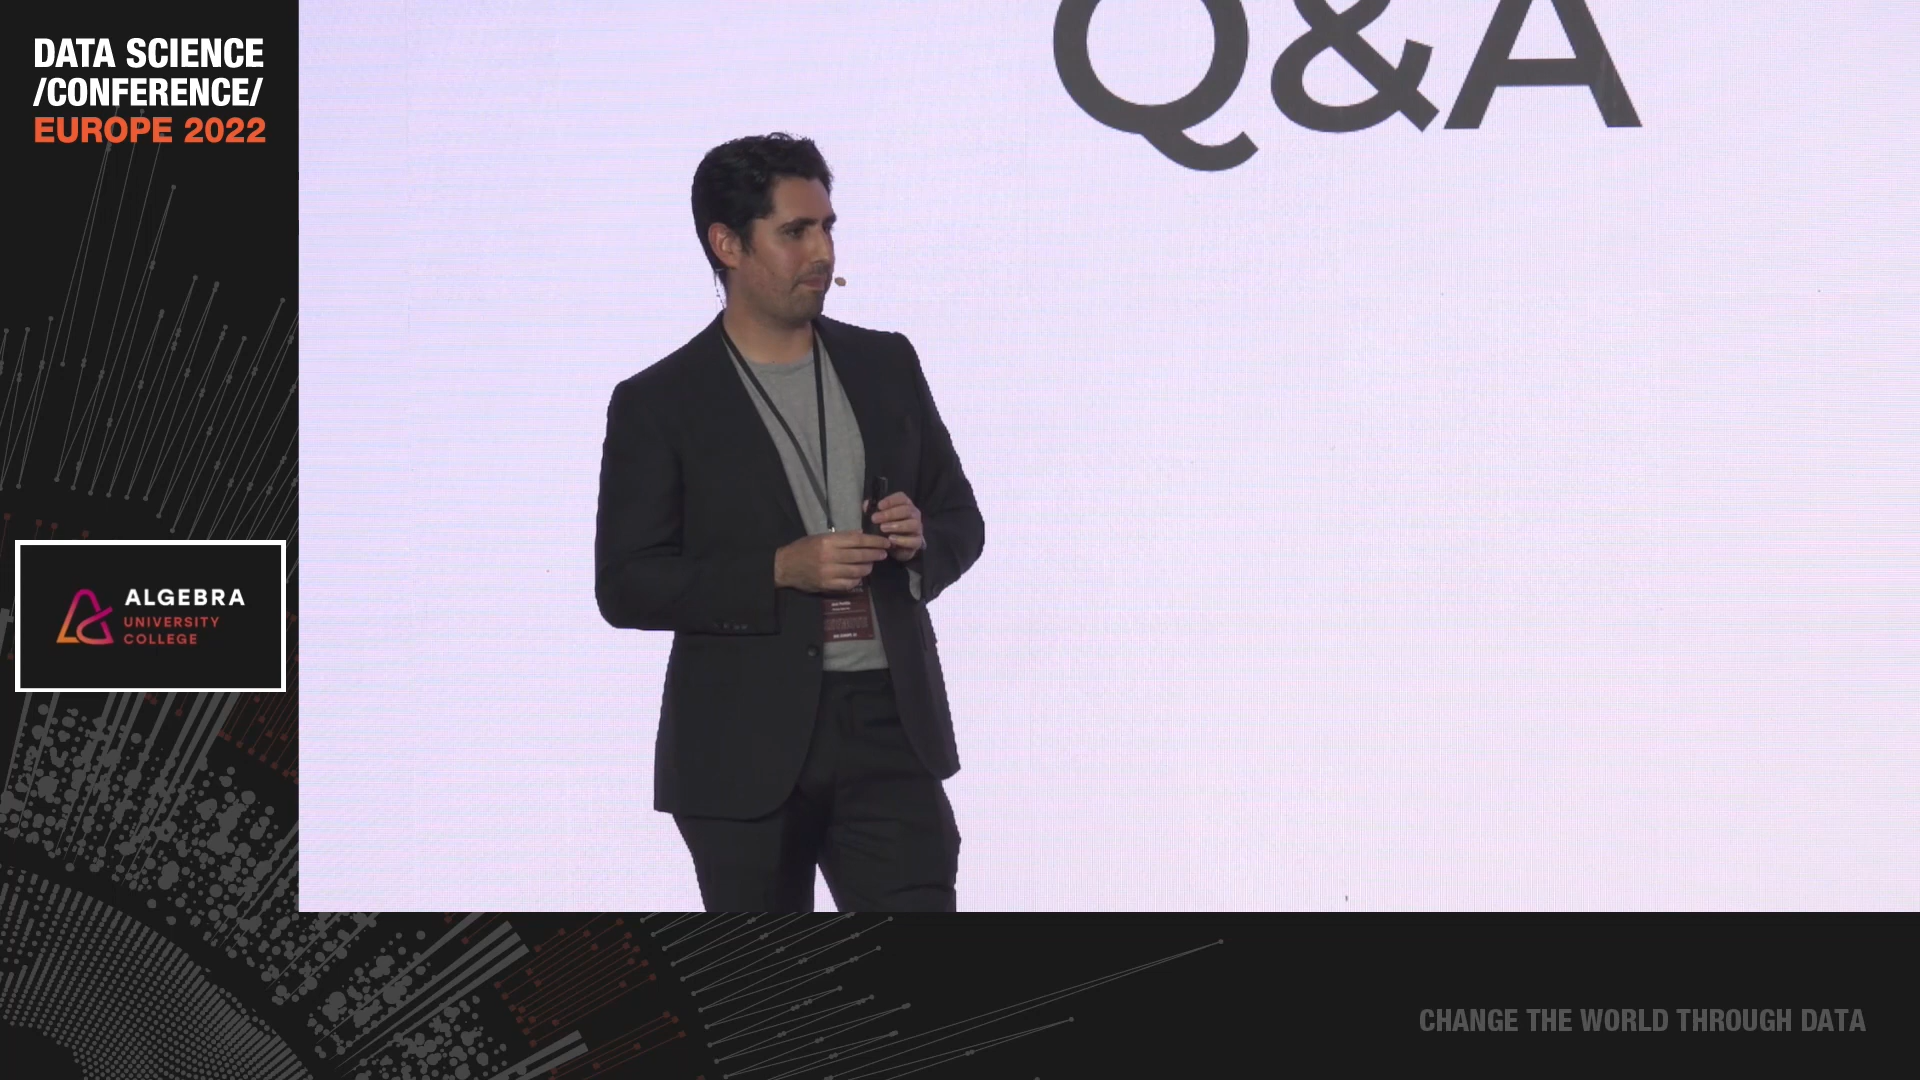 DATA SCIENCE
/CONFERENCE/
EUROPE 2022
Q&A
ALGEBRA
UNIVERSITY
COLLEGE
CHANGE THE WORLD THROUGH DATA